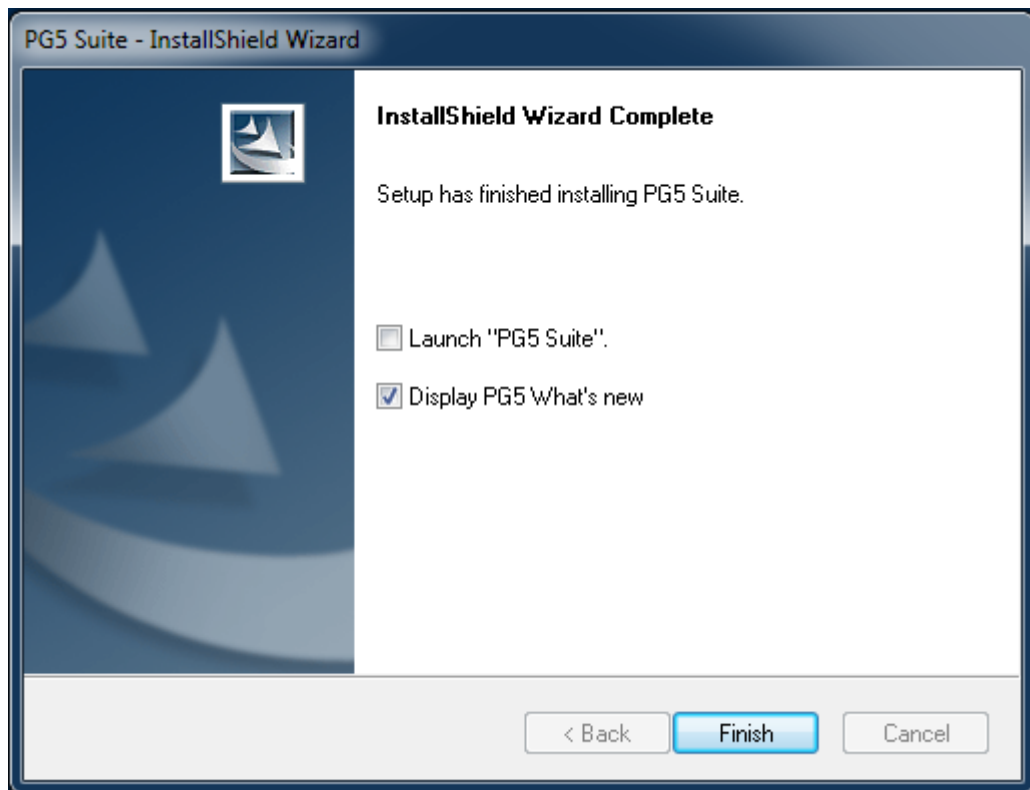 PG5 Suite - InstallShield Wizard
InstallShield Wizard Complete
Setup has finished installing PG5 Suite.
Launch "PG5 Suite".
Display PG5 What's new
< Back
Finish
Cancel